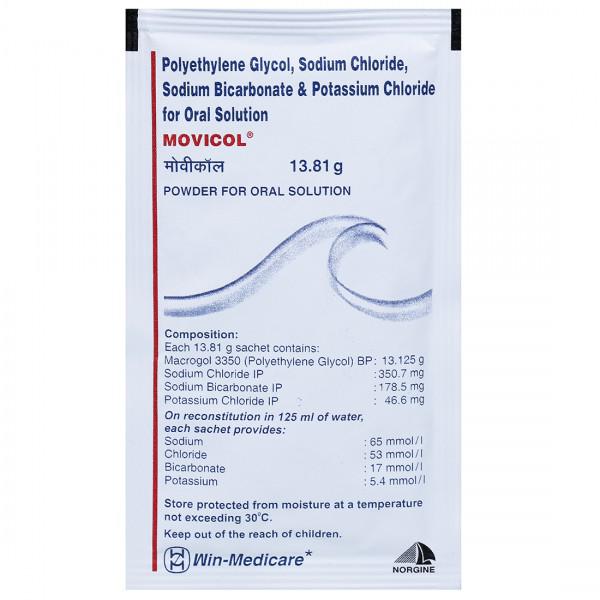 Polyethylene Glycol, Sodium Chloride,
Sodium Bicarbonate & Potassium Chloride
for Oral Solution
MOVICOL®
मोवीकॉल 13.81 g
POWDER FOR ORAL SOLUTION
Composition:
Each 13.81 g sachet contains:
Macrogol 3350 (Polyethylene Glycol) BP : 13.125 g
Sodium Chloride IP : 350.7 mg
Sodium Bicarbonate IP : 178.5 mg
Potassium Chloride IP : 46.6 mg
On reconstitution in 125 ml of water,
each sachet provides:
Sodium : 65 mmol/l
Chloride : 53 mmol/l
Bicarbonate : 17 mmol/l
Potassium : 5.4 mmol/l
Store protected from moisture at a temperature
not exceeding 30°C.
Keep out of the reach of children.
Win-Medicare*
NORGINE